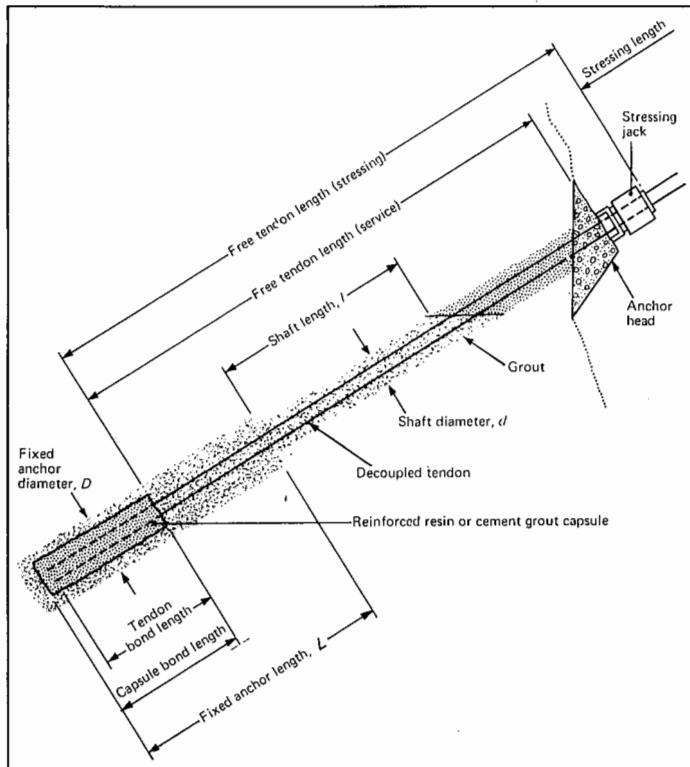 Stressing length
Stressing
jack
Free tendon length (stressing)
Free tendon length (service)
Anchor
head
Shaft length, l
Grout
Shaft diameter, d
Fixed
anchor
diameter, D
Decoupled tendon
Reinforced resin or cement grout capsule
Tendon
bond length
Capsule bond length
Fixed anchor length, L